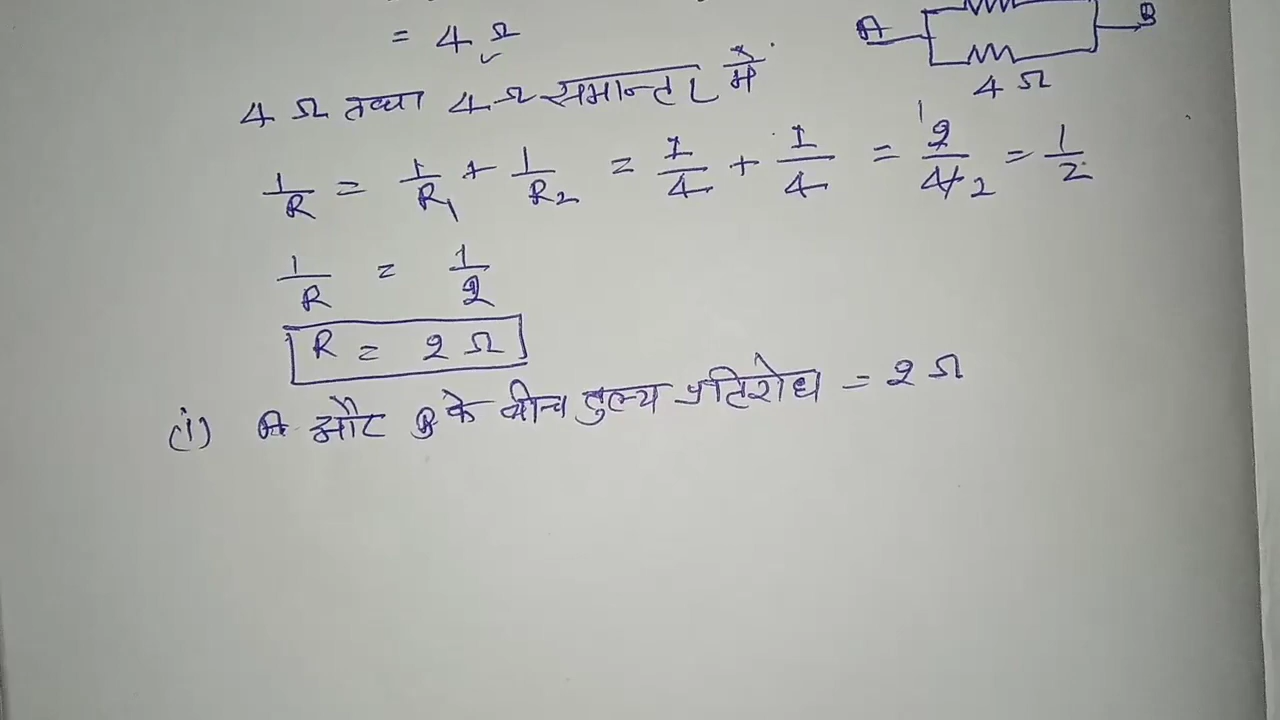 = 4 Ω
A
B
4 Ω
4 Ω तथा 4 Ω समान्तर में
1/R = 1/R₁ + 1/R₂ = 1/4 + 1/4 = 2/4 = 1/2
1/R = 1/2
R = 2 Ω
(i) A और B के बीच तुल्य प्रतिरोध = 2 Ω